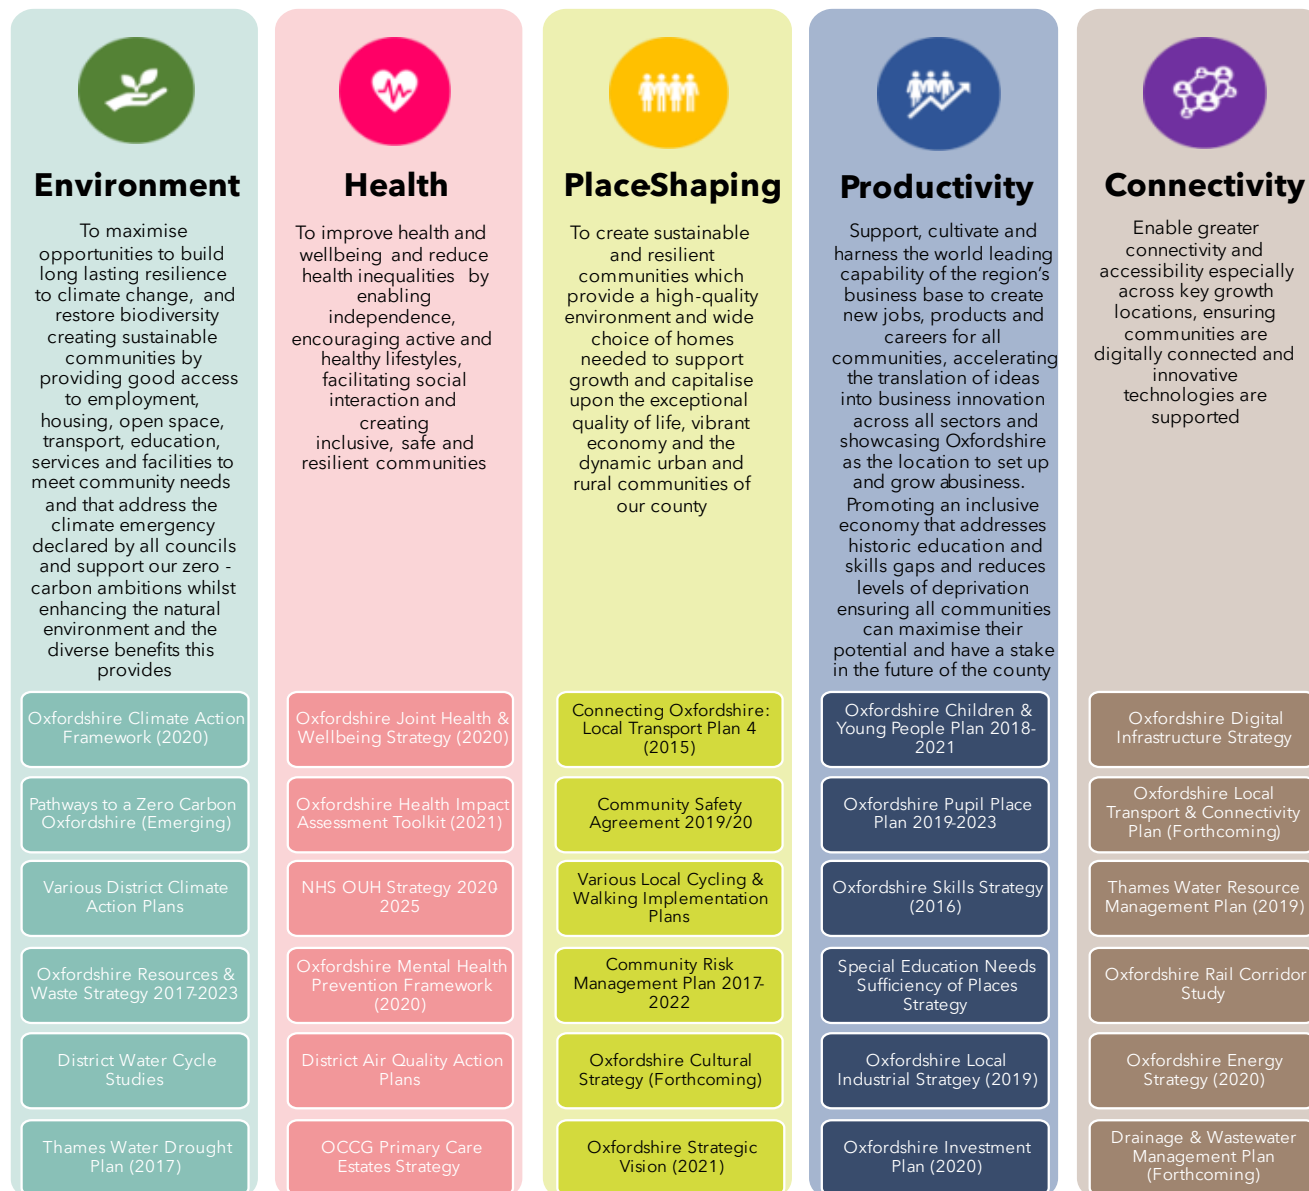 Environment
To maximise
opportunities to build
long lasting resilience
to climate change, and
restore biodiversity
creating sustainable
communities by
providing good access
to employment,
housing, open space,
transport, education,
services and facilities to
meet community needs
and that address the
climate emergency
declared by all councils
and support our zero -
carbon ambitions whilst
enhancing the natural
environment and the
diverse benefits this
provides
Oxfordshire Climate Action
Framework (2020)
Pathways to a Zero Carbon
Oxfordshire (Emerging)
Various District Climate
Action Plans
Oxfordshire Resources &
Waste Strategy 2017-2023
District Water Cycle
Studies
Thames Water Drought
Plan (2017)
Health
To improve health and
wellbeing and reduce
health inequalities by
enabling
independence,
encouraging active and
healthy lifestyles,
facilitating social
interaction and
creating
inclusive, safe and
resilient communities
Oxfordshire Joint Health &
Wellbeing Strategy (2020)
Oxfordshire Health Impact
Assessment Toolkit (2021)
NHS OUH Strategy 2020-
2025
Oxfordshire Mental Health
Prevention Framework
(2020)
District Air Quality Action
Plans
OCCG Primary Care
Estates Strategy
PlaceShaping
To create sustainable
and resilient
communities which
provide a high-quality
environment and wide
choice of homes
needed to support
growth and capitalise
upon the exceptional
quality of life, vibrant
economy and the
dynamic urban and
rural communities of
our county
Connecting Oxfordshire:
Local Transport Plan 4
(2015)
Community Safety
Agreement 2019/20
Various Local Cycling &
Walking Implementation
Plans
Community Risk
Management Plan 2017-
2022
Oxfordshire Cultural
Strategy (Forthcoming)
Oxfordshire Strategic
Vision (2021)
Productivity
Support, cultivate and
harness the world leading
capability of the region's
business base to create
new jobs, products and
careers for all
communities, accelerating
the translation of ideas
into business innovation
across all sectors and
showcasing Oxfordshire
as the location to set up
and grow abusiness.
Promoting an inclusive
economy that addresses
historic education and
skills gaps and reduces
levels of deprivation
ensuring all communities
can maximise their
potential and have a stake
in the future of the county
Oxfordshire Children &
Young People Plan 2018-
2021
Oxfordshire Pupil Place
Plan 2019-2023
Oxfordshire Skills Strategy
(2016)
Special Education Needs
Sufficiency of Places
Strategy
Oxfordshire Local
Industrial Stratgey (2019)
Oxfordshire Investment
Plan (2020)
Connectivity
Enable greater
connectivity and
accessibility especially
across key growth
locations, ensuring
communities are
digitally connected and
innovative
technologies are
supported
Oxfordshire Digital
Infrastructure Strategy
Oxfordshire Local
Transport & Connectivity
Plan (Forthcoming)
Thames Water Resource
Management Plan (2019)
Oxfordshire Rail Corridor
Study
Oxfordshire Energy
Strategy (2020)
Drainage & Wastewater
Management Plan
(Forthcoming)